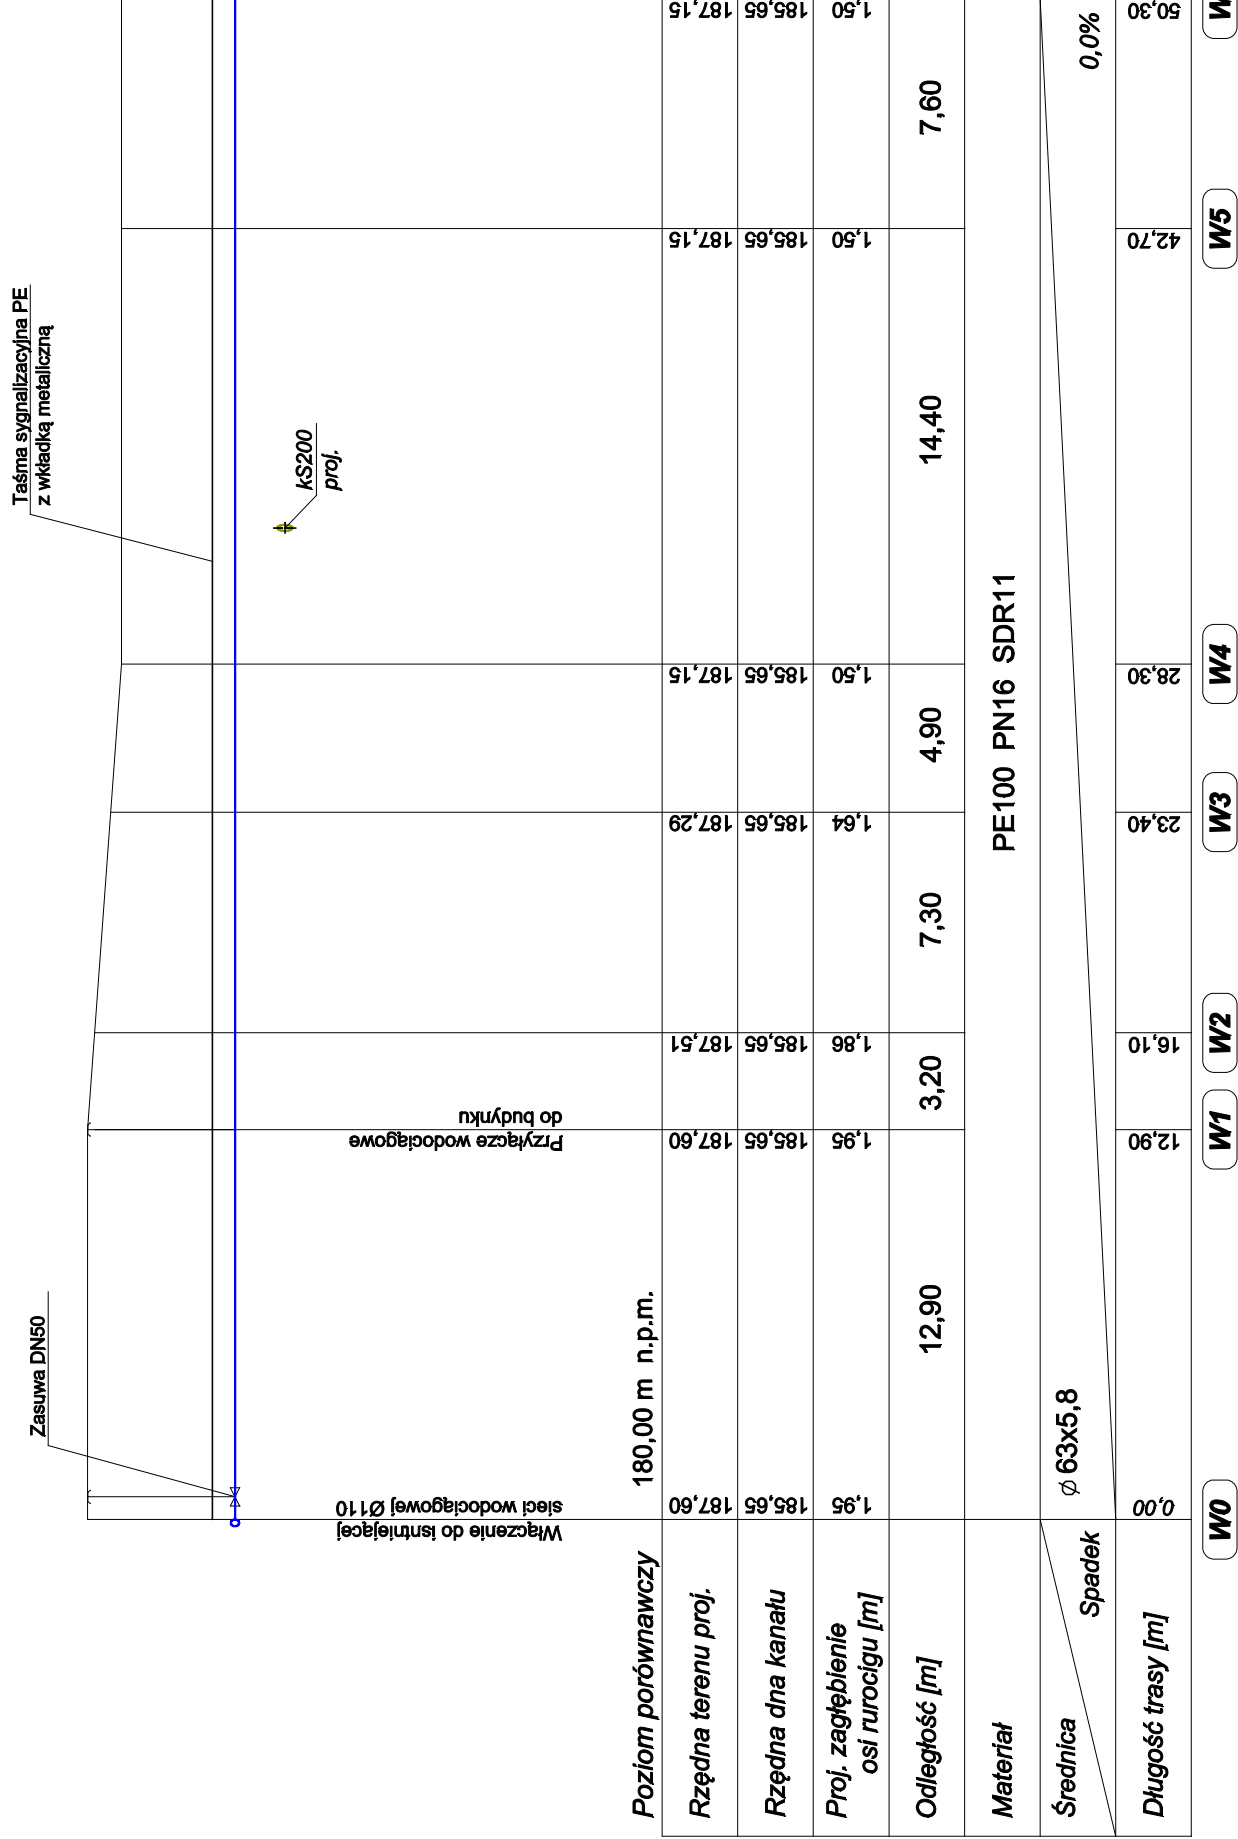 Zasuwa DN50
Taśma sygnalizacyjna PE
z wkładką metaliczną
kS200
proj.
Włączenie do isntniejącej
sieci wodociągowej Ø110
Przyłącze wodociągowe
do budynku
Poziom porównawczy 180,00 m n.p.m.
Rzędna terenu proj. 187,60 187,60 187,51 187,29 187,15 187,15 187,15
Rzędna dna kanału 185,65 185,65 185,65 185,65 185,65 185,65 185,65
Proj. zagłębienie
osi rurocigu [m] 1,95 1,95 1,86 1,64 1,50 1,50 1,50
Odległość [m] 12,90 3,20 7,30 4,90 14,40 7,60
Materiał PE100 PN16 SDR11
Średnica ø 63x5,8
Spadek 0,0%
Długość trasy [m] 0,00 12,90 16,10 23,40 28,30 42,70 50,30
W0 W1 W2 W3 W4 W5